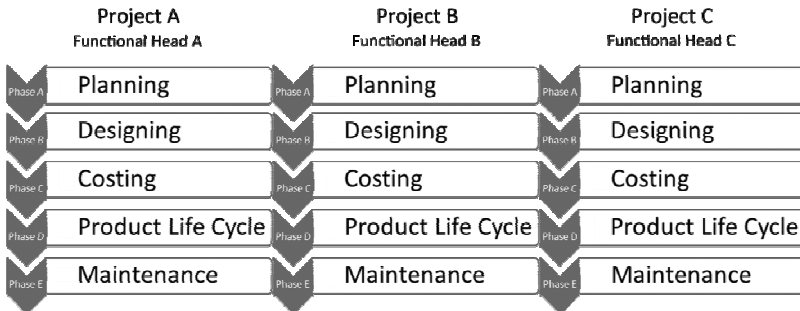 Project A
Functional Head A
Phase A
Planning
Phase B
Designing
Phase C
Costing
Phase D
Product Life Cycle
Phase E
Maintenance
Project B
Functional Head B
Phase A
Planning
Phase B
Designing
Phase C
Costing
Phase D
Product Life Cycle
Phase E
Maintenance
Project C
Functional Head C
Phase A
Planning
Phase B
Designing
Phase C
Costing
Phase D
Product Life Cycle
Phase E
Maintenance